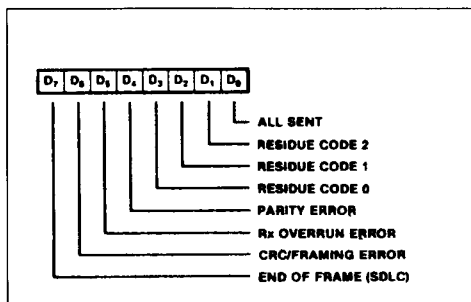 D7 D6 D5 D4 D3 D2 D1 D0
ALL SENT
RESIDUE CODE 2
RESIDUE CODE 1
RESIDUE CODE 0
PARITY ERROR
Rx OVERRUN ERROR
CRC/FRAMING ERROR
END OF FRAME (SDLC)